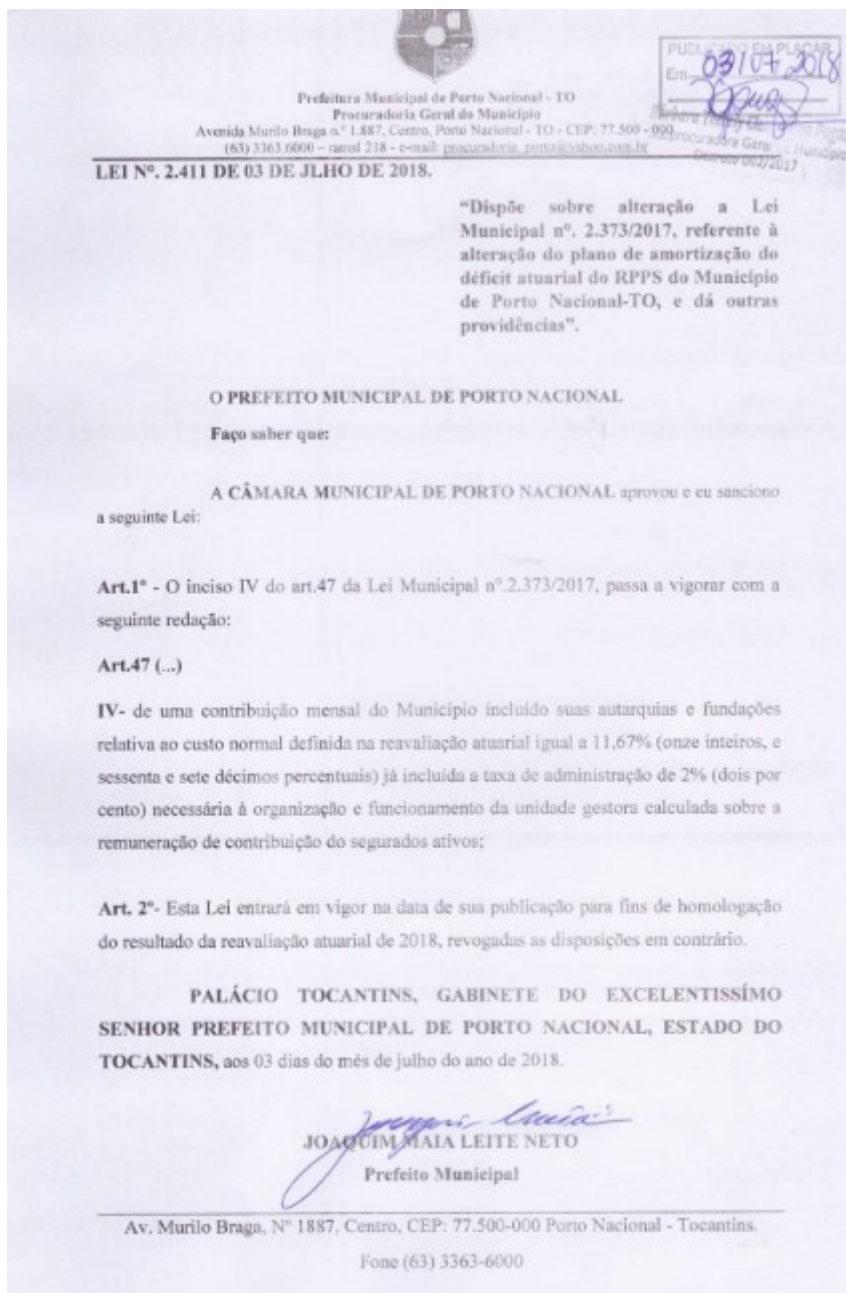 Prefeitura Municipal de Porto Nacional - TO
Procuradoria Geral do Município
Avenida Murilo Braga n.º 1.887, Centro, Porto Nacional - TO - CEP: 77.500 - 000
(63) 3363.6000 – ramal 218 - e-mail: procuradoria_porto@yahoo.com.br
PUBLICADO EM PLACAR
Em 03/07 2018
Procuradora Geral do Município
Decreto 002/2017
LEI Nº. 2.411 DE 03 DE JLHO DE 2018.
“Dispõe sobre alteração a Lei
Municipal nº. 2.373/2017, referente à
alteração do plano de amortização do
déficit atuarial do RPPS do Município
de Porto Nacional-TO, e dá outras
providências”.
O PREFEITO MUNICIPAL DE PORTO NACIONAL
Faço saber que:
A CÂMARA MUNICIPAL DE PORTO NACIONAL aprovou e eu sanciono
a seguinte Lei:
Art.1º - O inciso IV do art.47 da Lei Municipal nº.2.373/2017, passa a vigorar com a
seguinte redação:
Art.47 (...)
IV- de uma contribuição mensal do Município incluído suas autarquias e fundações
relativa ao custo normal definida na reavaliação atuarial igual a 11,67% (onze inteiros, e
sessenta e sete décimos percentuais) já incluída a taxa de administração de 2% (dois por
cento) necessária à organização e funcionamento da unidade gestora calculada sobre a
remuneração de contribuição do segurados ativos;
Art. 2º- Esta Lei entrará em vigor na data de sua publicação para fins de homologação
do resultado da reavaliação atuarial de 2018, revogadas as disposições em contrário.
PALÁCIO TOCANTINS, GABINETE DO EXCELENTISSÍMO
SENHOR PREFEITO MUNICIPAL DE PORTO NACIONAL, ESTADO DO
TOCANTINS, aos 03 dias do mês de julho do ano de 2018.
JOAQUIM MAIA LEITE NETO
Prefeito Municipal
Av. Murilo Braga, Nº 1887, Centro, CEP: 77.500-000 Porto Nacional - Tocantins.
Fone (63) 3363-6000